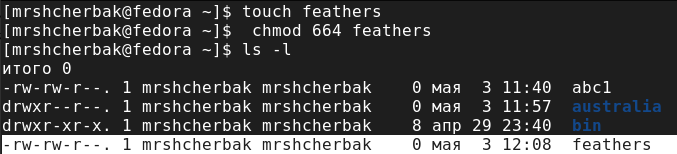 [mrshcherbak@fedora ~]$ touch feathers
[mrshcherbak@fedora ~]$  chmod 664 feathers
[mrshcherbak@fedora ~]$ ls -l
итого 0
-rw-rw-r--. 1 mrshcherbak mrshcherbak    0 мая  3 11:40  abc1
drwxr--r--. 1 mrshcherbak mrshcherbak    0 мая  3 11:57  australia
drwxr-xr-x. 1 mrshcherbak mrshcherbak    8 апр 29 23:40  bin
-rw-rw-r--. 1 mrshcherbak mrshcherbak    0 мая  3 12:08  feathers